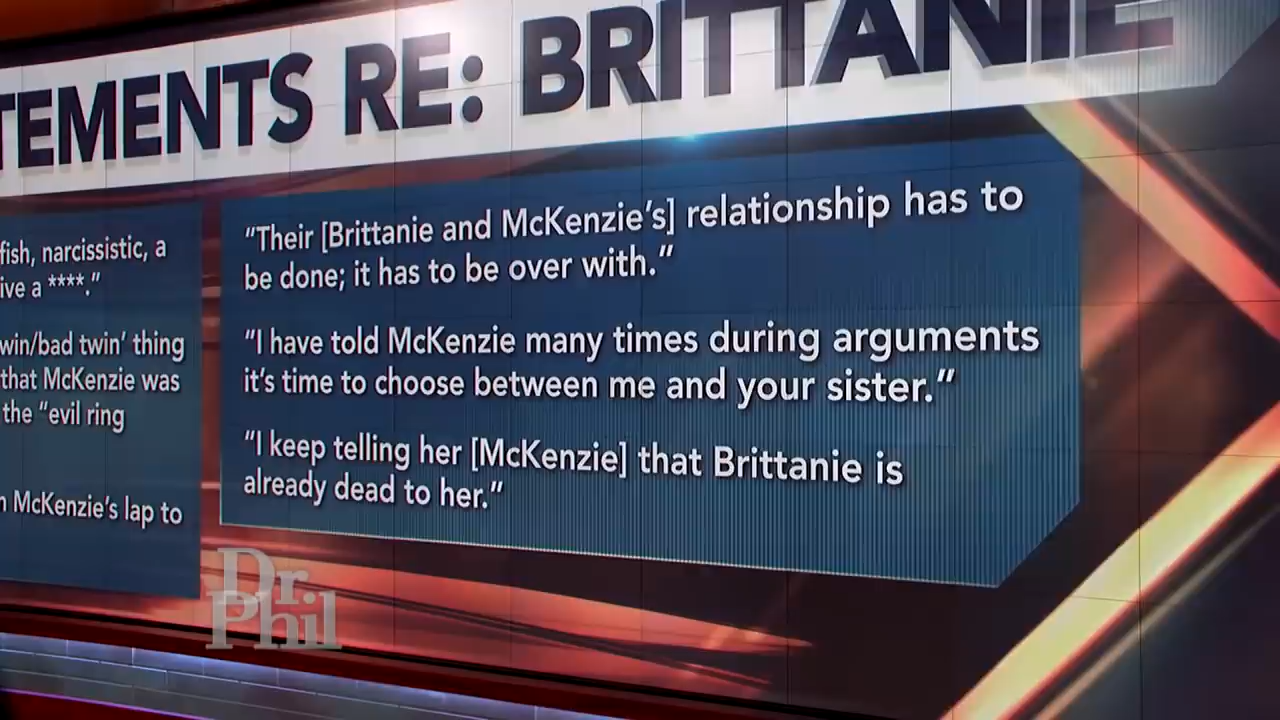 TEMENTS RE: BRITTANIE
fish, narcissistic, a
ive a ****."
win/bad twin' thing
that McKenzie was
the "evil ring
McKenzie's lap to
"Their [Brittanie and McKenzie's] relationship has to
be done; it has to be over with."
"I have told McKenzie many times during arguments
it's time to choose between me and your sister."
"I keep telling her [McKenzie] that Brittanie is
already dead to her."
Dr.
Phil